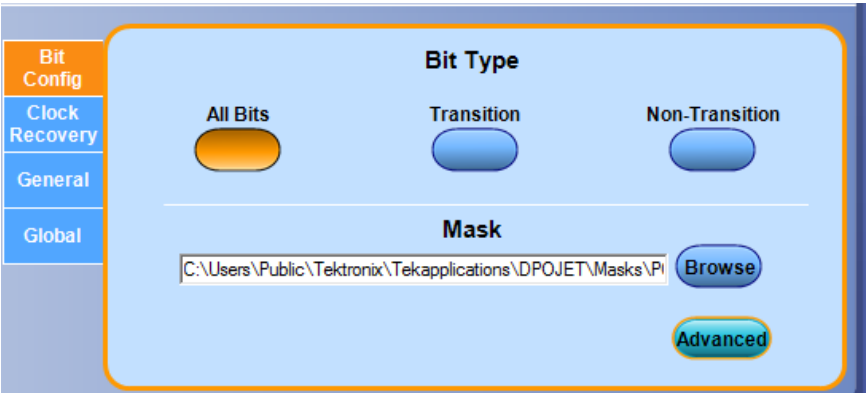 Bit Type
Bit
Config
Clock
Recovery
General
Global
All Bits Transition Non-Transition
Mask
C:\Users\Public\Tektronix\Tekapplications\DPOJET\Masks\P
Browse
Advanced